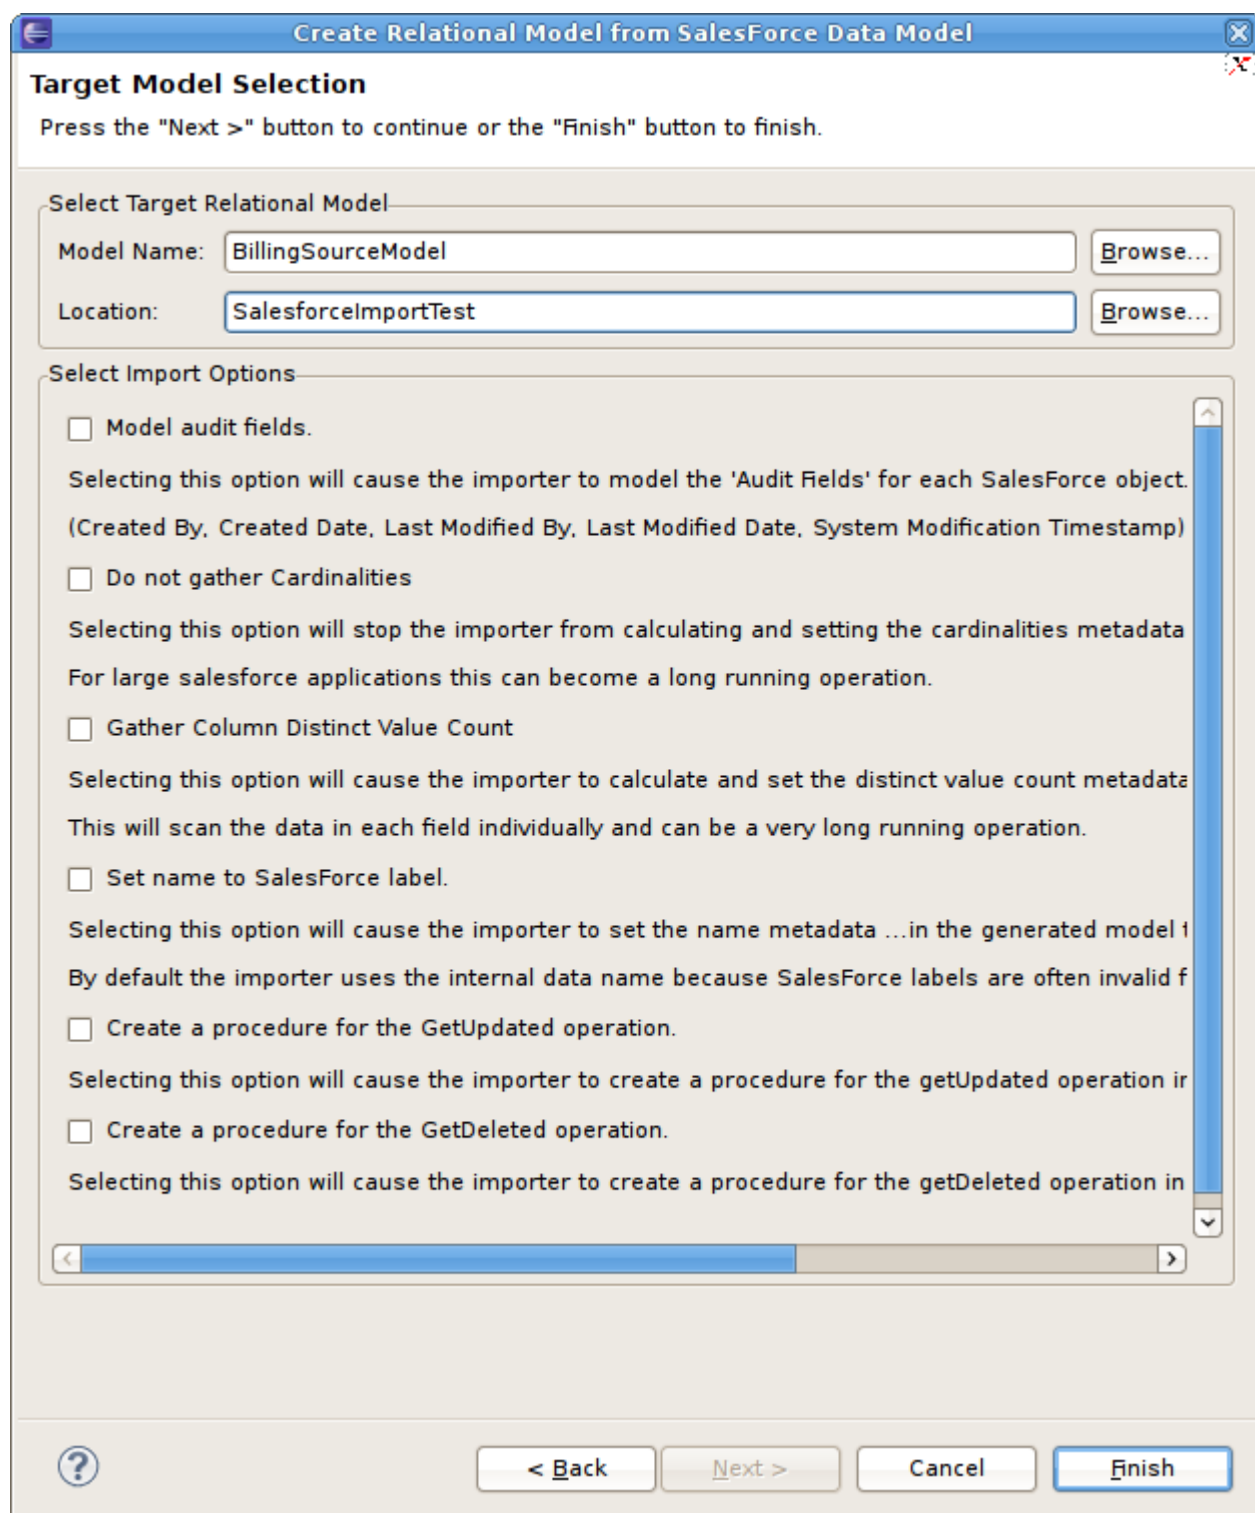 Create Relational Model from SalesForce Data Model
Target Model Selection
Press the "Next >" button to continue or the "Finish" button to finish.
Select Target Relational Model
Model Name: BillingSourceModel Browse...
Location: SalesforceImportTest Browse...
Select Import Options
Model audit fields.
Selecting this option will cause the importer to model the 'Audit Fields' for each SalesForce object.
(Created By, Created Date, Last Modified By, Last Modified Date, System Modification Timestamp)
Do not gather Cardinalities
Selecting this option will stop the importer from calculating and setting the cardinalities metadata
For large salesforce applications this can become a long running operation.
Gather Column Distinct Value Count
Selecting this option will cause the importer to calculate and set the distinct value count metadata
This will scan the data in each field individually and can be a very long running operation.
Set name to SalesForce label.
Selecting this option will cause the importer to set the name metadata ...in the generated model
By default the importer uses the internal data name because SalesForce labels are often invalid f
Create a procedure for the GetUpdated operation.
Selecting this option will cause the importer to create a procedure for the getUpdated operation
Create a procedure for the GetDeleted operation.
Selecting this option will cause the importer to create a procedure for the getDeleted operation in
? < Back Next > Cancel Finish